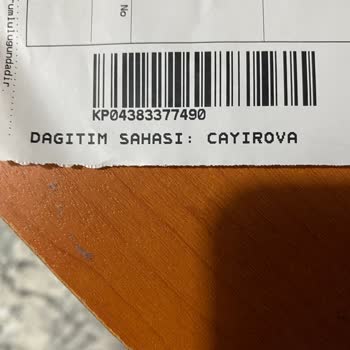 No
KP04383377490
DAGITIM SAHASI: CAYIROVA